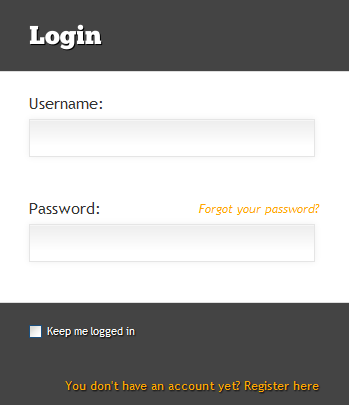 Login
Username:
Password: Forgot your password?
Keep me logged in
You don't have an account yet? Register here